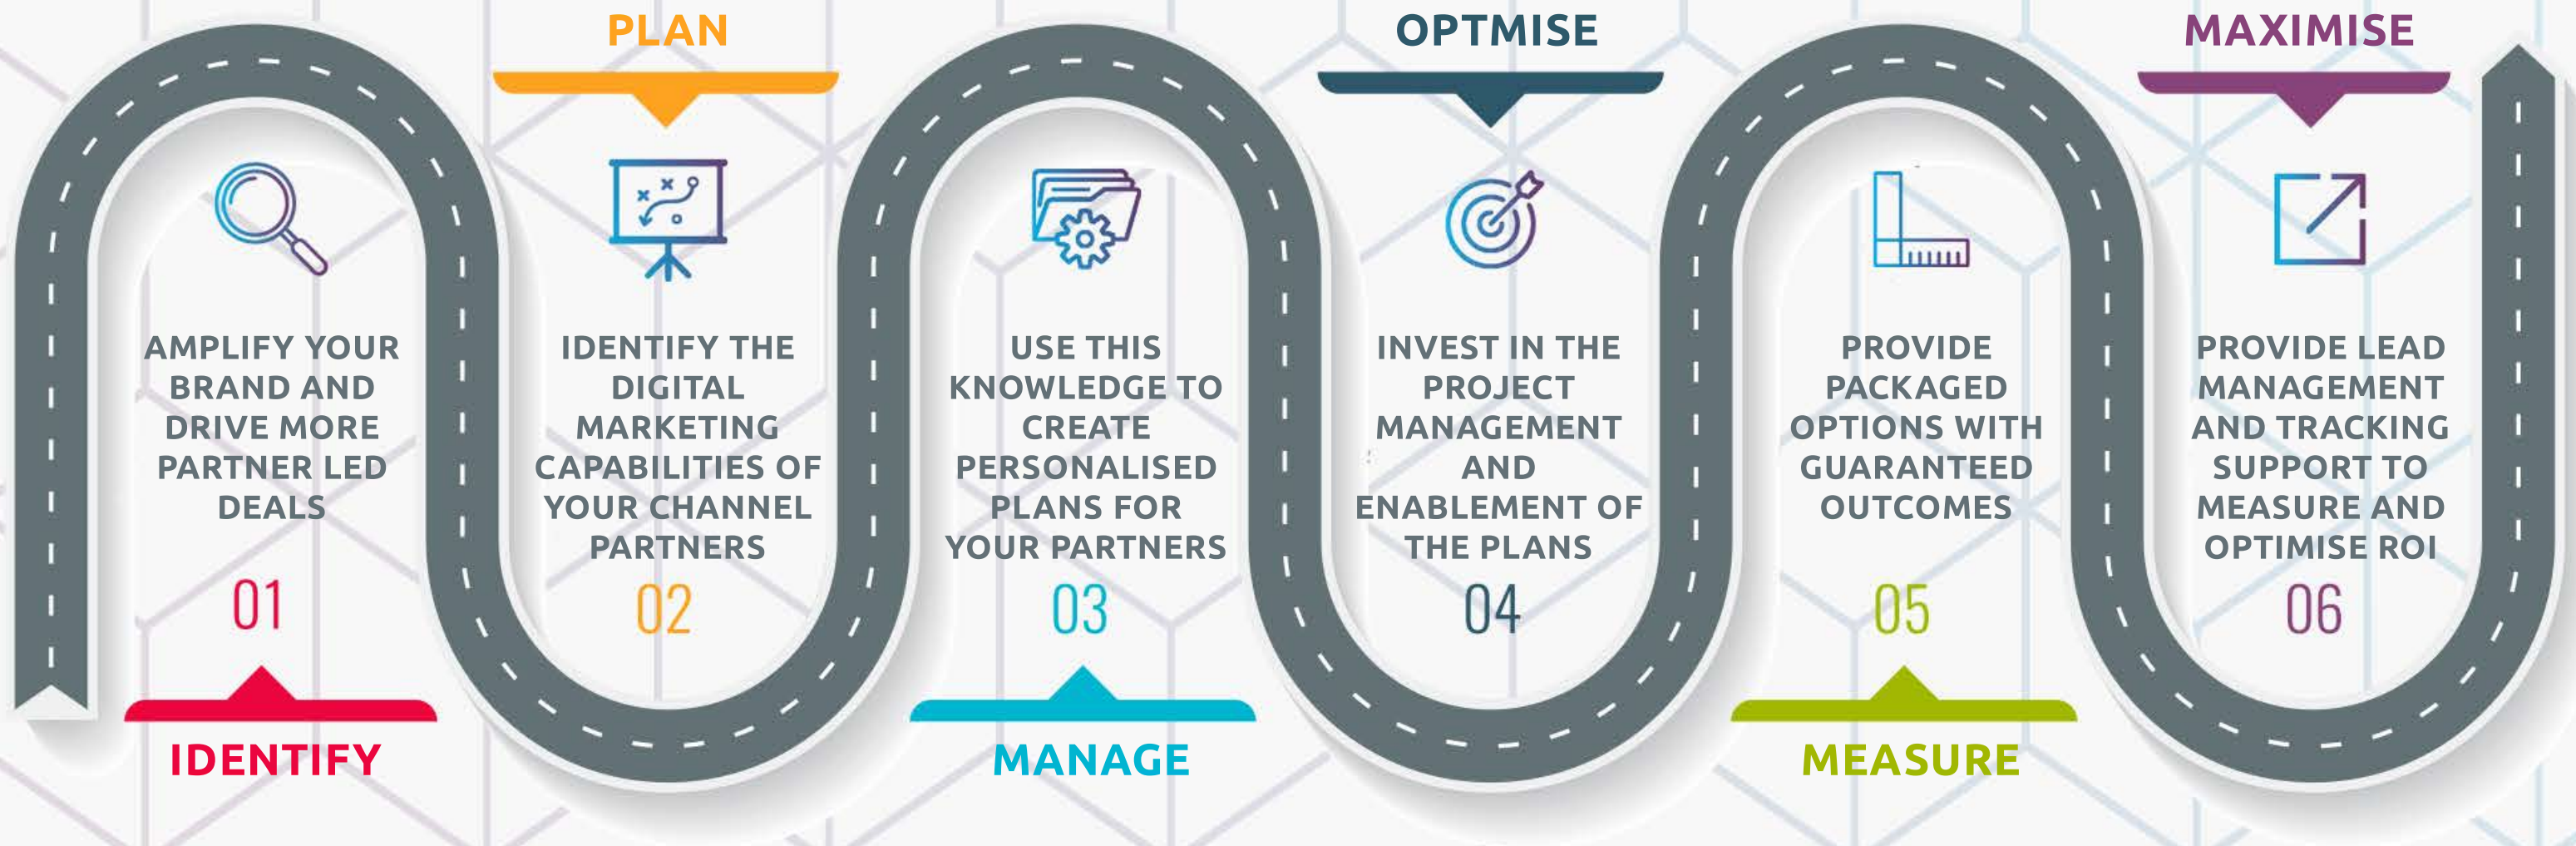 IDENTIFY
AMPLIFY YOUR
BRAND AND
DRIVE MORE
PARTNER LED
DEALS
01
PLAN
IDENTIFY THE
DIGITAL
MARKETING
CAPABILITIES OF
YOUR CHANNEL
PARTNERS
02
MANAGE
USE THIS
KNOWLEDGE TO
CREATE
PERSONALISED
PLANS FOR
YOUR PARTNERS
03
OPTMISE
INVEST IN THE
PROJECT
MANAGEMENT
AND
ENABLEMENT OF
THE PLANS
04
MEASURE
PROVIDE
PACKAGED
OPTIONS WITH
GUARANTEED
OUTCOMES
05
MAXIMISE
PROVIDE LEAD
MANAGEMENT
AND TRACKING
SUPPORT TO
MEASURE AND
OPTIMISE ROI
06